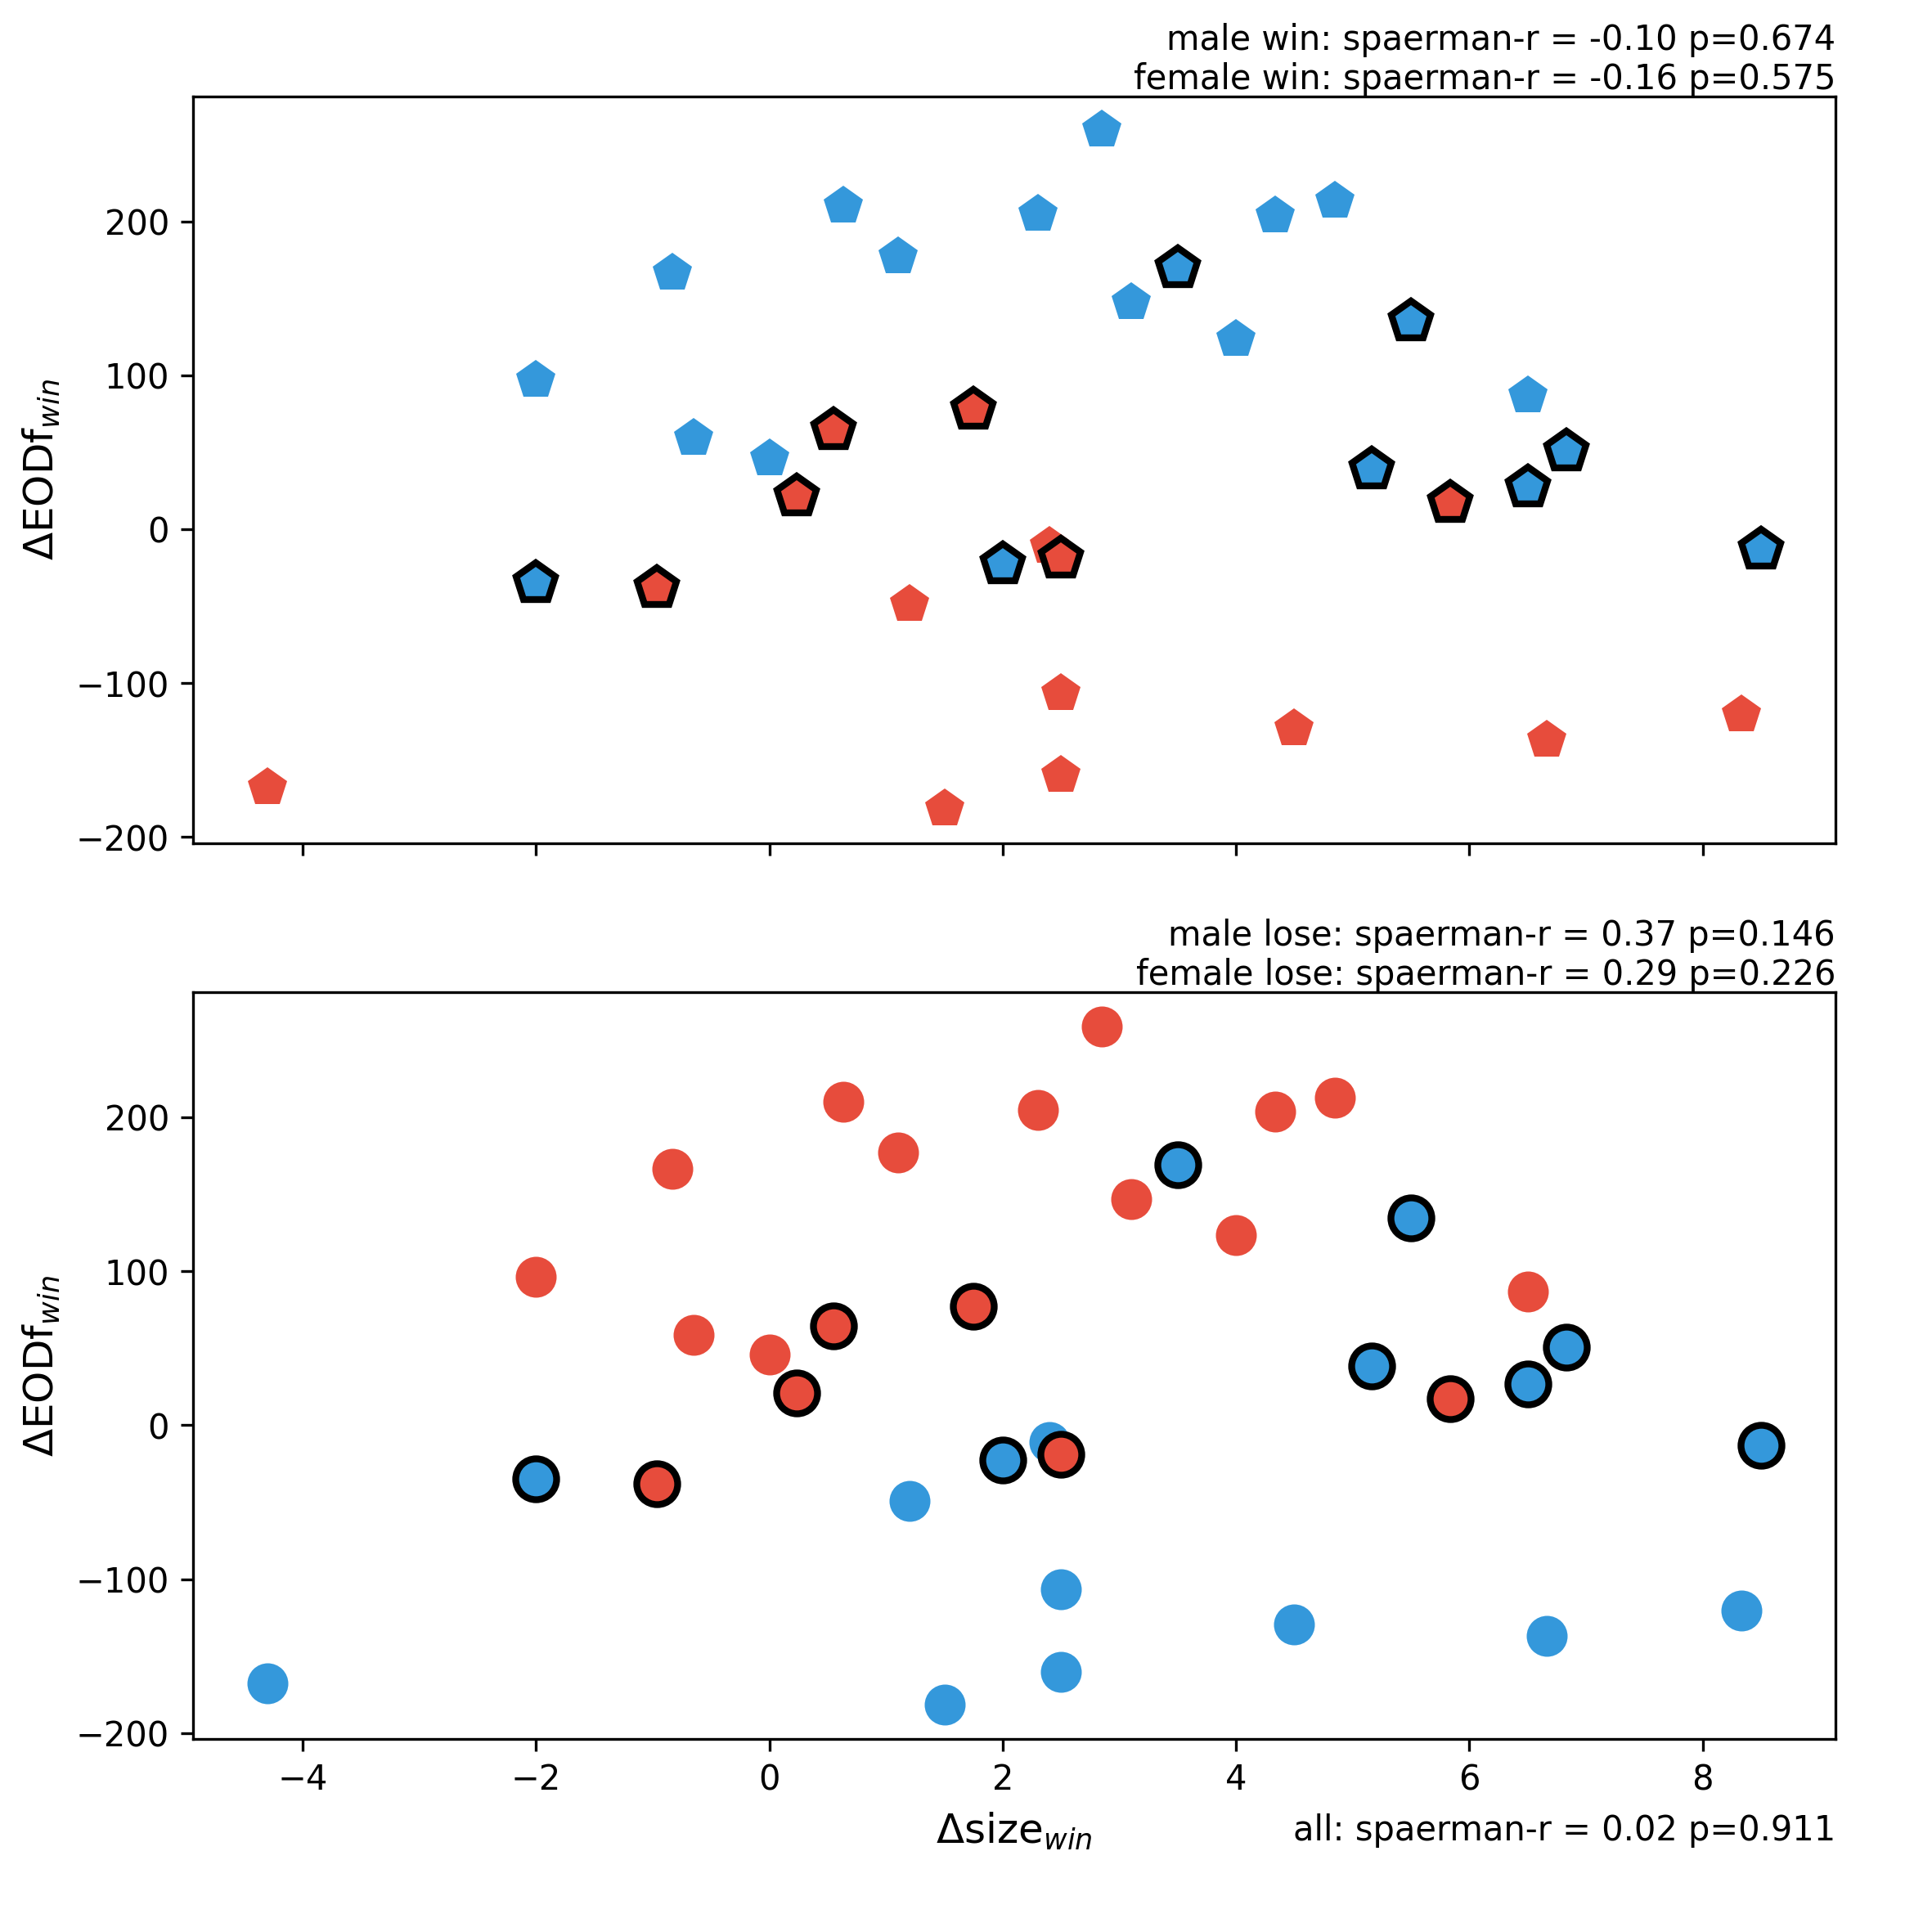 male win: spaerman-r = -0.10 p=0.674
female win: spaerman-r = -0.16 p=0.575
200
100
0
−100
−200
ΔEODfwin
male lose: spaerman-r = 0.37 p=0.146
female lose: spaerman-r = 0.29 p=0.226
200
100
0
−100
−200
ΔEODfwin
−4 −2 0 2 4 6 8
Δsizewin
all: spaerman-r = 0.02 p=0.911